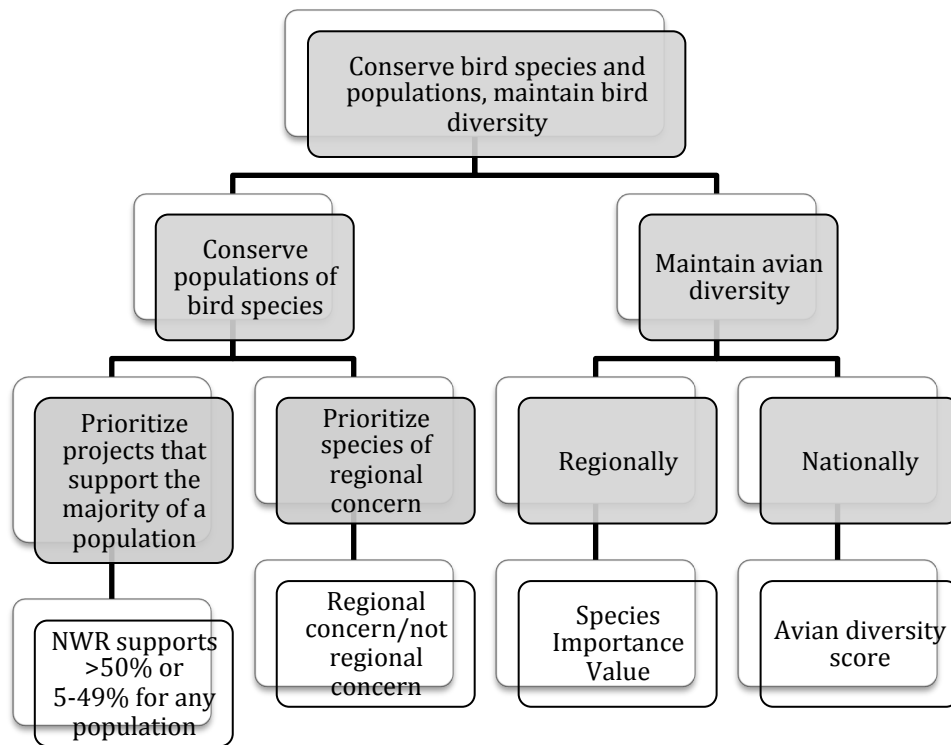 Conserve bird species and
populations, maintain bird
diversity
Conserve
populations of
bird species
Maintain avian
diversity
Prioritize
projects that
support the
majority of a
population
Prioritize
species of
regional
concern
Regionally
Nationally
NWR supports
>50% or
5-49% for any
population
Regional
concern/not
regional
concern
Species
Importance
Value
Avian diversity
score